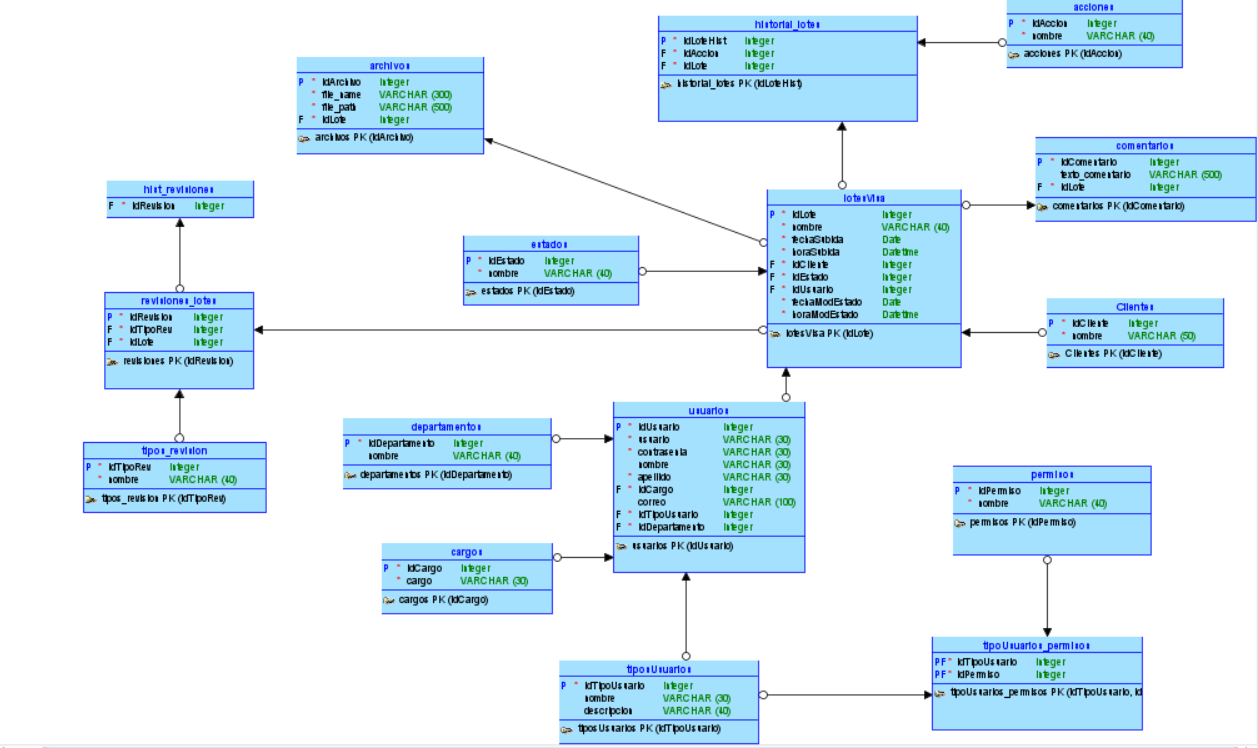 acciones
P * idAccion Integer
* nombre VARCHAR (40)
acciones PK (idAccion)
historial_lotes
P * idLoteHist Integer
F * idAccion Integer
F * idLote Integer
historial_lotes PK (idLoteHist)
archivos
P * idArchivo Integer
* file_name VARCHAR (300)
* file_path VARCHAR (500)
F * idLote Integer
archivos PK (idArchivo)
comentarios
P * idComentario Integer
texto_comentario VARCHAR (500)
F * idLote Integer
comentarios PK (idComentario)
hist_revisiones
F * idRevision Integer
lotesVisa
P * idLote Integer
* nombre VARCHAR (40)
* fechaSubida Date
* horaSubida Datetime
F * idCliente Integer
F * idEstado Integer
F * idUsuario Integer
* fechaModEstado Date
* horaModEstado Datetime
lotesVisa PK (idLote)
estados
P * idEstado Integer
* nombre VARCHAR (40)
estados PK (idEstado)
revisiones_lotes
P * idRevision Integer
F * idTipoRev Integer
F * idLote Integer
revisiones PK (idRevision)
Clientes
P * idCliente Integer
* nombre VARCHAR (50)
Clientes PK (idCliente)
usuarios
P * idUsuario Integer
* usuario VARCHAR (30)
* contrasenia VARCHAR (30)
nombre VARCHAR (30)
* apellido VARCHAR (30)
F * idCargo Integer
correo VARCHAR (100)
F * idTipoUsuario Integer
F * idDepartamento Integer
usuarios PK (idUsuario)
departamentos
P * idDepartamento Integer
nombre VARCHAR (40)
departamentos PK (idDepartamento)
tipos_revision
P * idTipoRev Integer
* nombre VARCHAR (40)
tipos_revision PK (idTipoRev)
permisos
P * idPermiso Integer
* nombre VARCHAR (40)
permisos PK (idPermiso)
cargos
P * idCargo Integer
* cargo VARCHAR (30)
cargos PK (idCargo)
tipoUsuarios_permisos
PF * idTipoUsuario Integer
PF * idPermiso Integer
tipoUsuarios_permisos PK (idTipoUsuario, id
tiposUsuarios
P * idTipoUsuario Integer
nombre VARCHAR (30)
descripcion VARCHAR (40)
tiposUsuarios PK (idTipoUsuario)